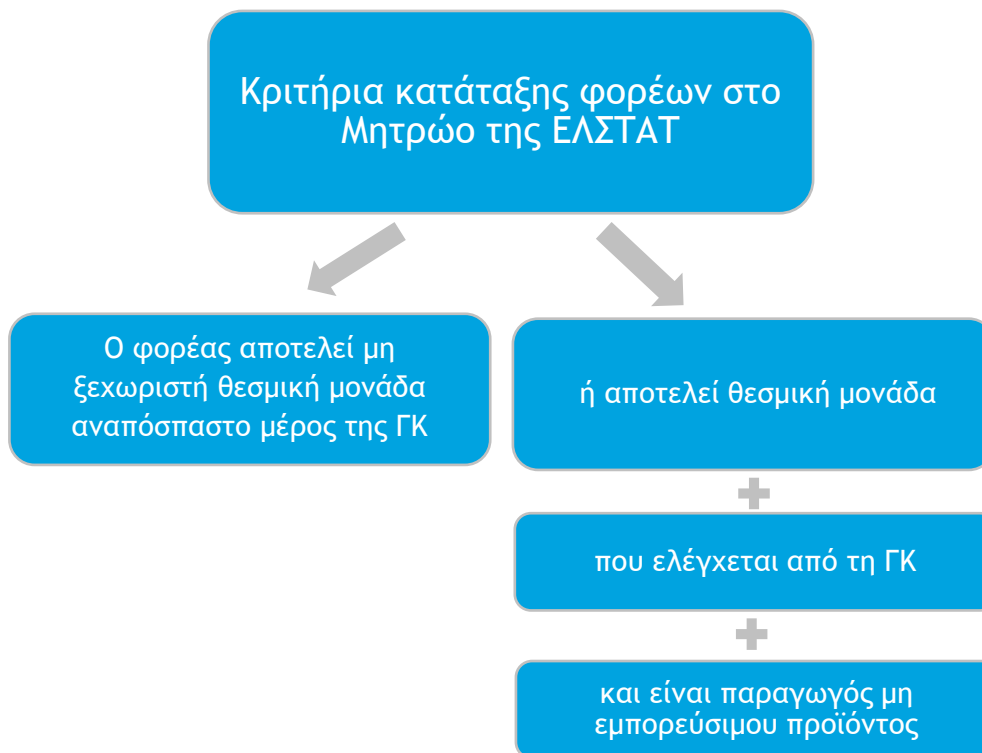 Κριτήρια κατάταξης φορέων στο
Μητρώο της ΕΛΣΤΑΤ
Ο φορέας αποτελεί μη
ξεχωριστή θεσμική μονάδα
αναπόσπαστο μέρος της ΓΚ
ή αποτελεί θεσμική μονάδα
που ελέγχεται από τη ΓΚ
και είναι παραγωγός μη
εμπορεύσιμου προϊόντος